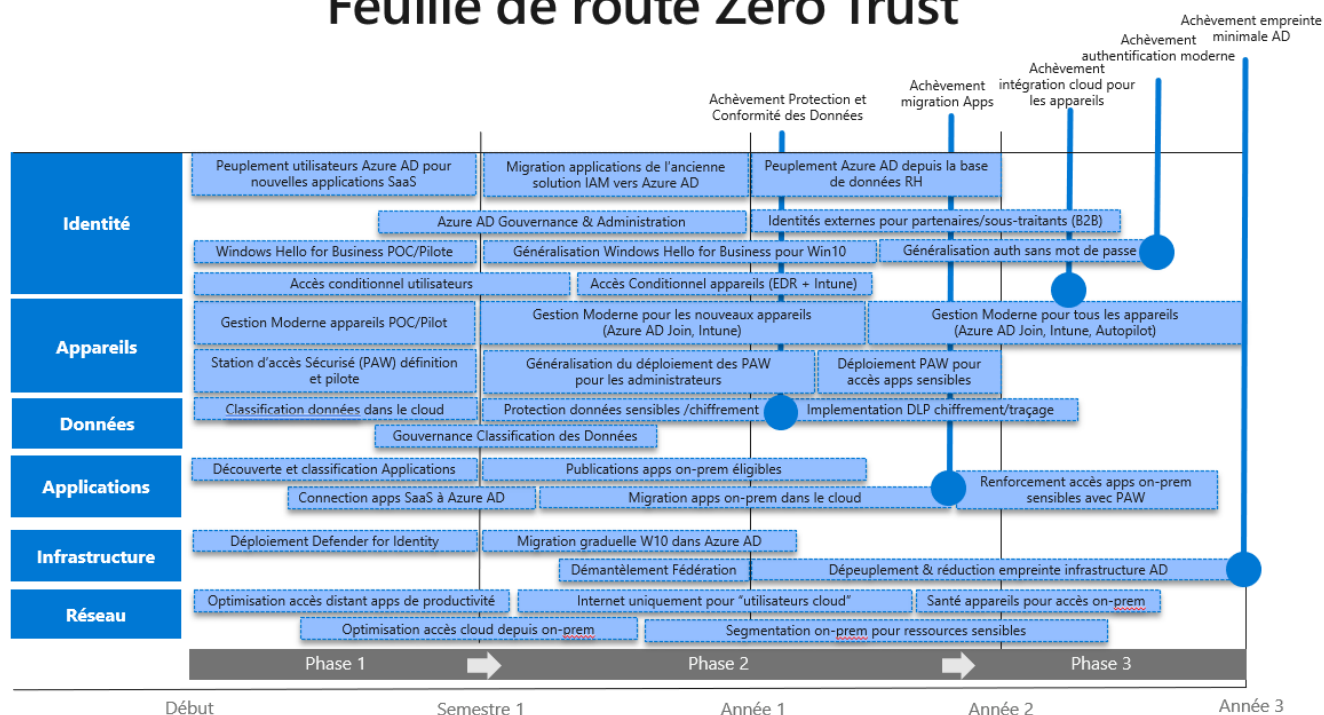 Feuille de route Zero Trust
Achèvement empreinte
minimale AD
Achèvement
authentification moderne
Achèvement
intégration cloud pour
les appareils
Achèvement
migration Apps
Achèvement Protection et
Conformité des Données
Identité
Peuplement utilisateurs Azure AD pour
nouvelles applications SaaS
Migration applications de l'ancienne
solution IAM vers Azure AD
Peuplement Azure AD depuis la base
de données RH
Azure AD Gouvernance & Administration
Identités externes pour partenaires/sous-traitants (B2B)
Windows Hello for Business POC/Pilote
Généralisation Windows Hello for Business pour Win10
Généralisation auth sans mot de passe
Accès conditionnel utilisateurs
Accès Conditionnel appareils (EDR + Intune)
Appareils
Gestion Moderne appareils POC/Pilot
Gestion Moderne pour les nouveaux appareils
(Azure AD Join, Intune)
Gestion Moderne pour tous les appareils
(Azure AD Join, Intune, Autopilot)
Station d'accès Sécurisé (PAW) définition
et pilote
Généralisation du déploiement des PAW
pour les administrateurs
Déploiement PAW pour
accès apps sensibles
Données
Classification données dans le cloud
Protection données sensibles /chiffrement
Implementation DLP chiffrement/traçage
Gouvernance Classification des Données
Applications
Découverte et classification Applications
Publications apps on-prem éligibles
Connection apps SaaS à Azure AD
Migration apps on-prem dans le cloud
Renforcement accès apps on-prem
sensibles avec PAW
Infrastructure
Déploiement Defender for Identity
Migration graduelle W10 dans Azure AD
Démantèlement Fédération
Dépeuplement & réduction empreinte infrastructure AD
Réseau
Optimisation accès distant apps de productivité
Internet uniquement pour “utilisateurs cloud”
Santé appareils pour accès on-prem
Optimisation accès cloud depuis on-prem
Segmentation on-prem pour ressources sensibles
Phase 1
Phase 2
Phase 3
Début
Semestre 1
Année 1
Année 2
Année 3